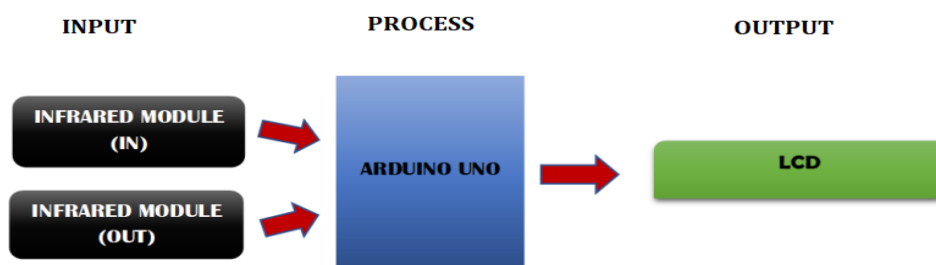 INPUT
PROCESS
OUTPUT
INFRARED MODULE
(IN)
INFRARED MODULE
(OUT)
ARDUINO UNO
LCD